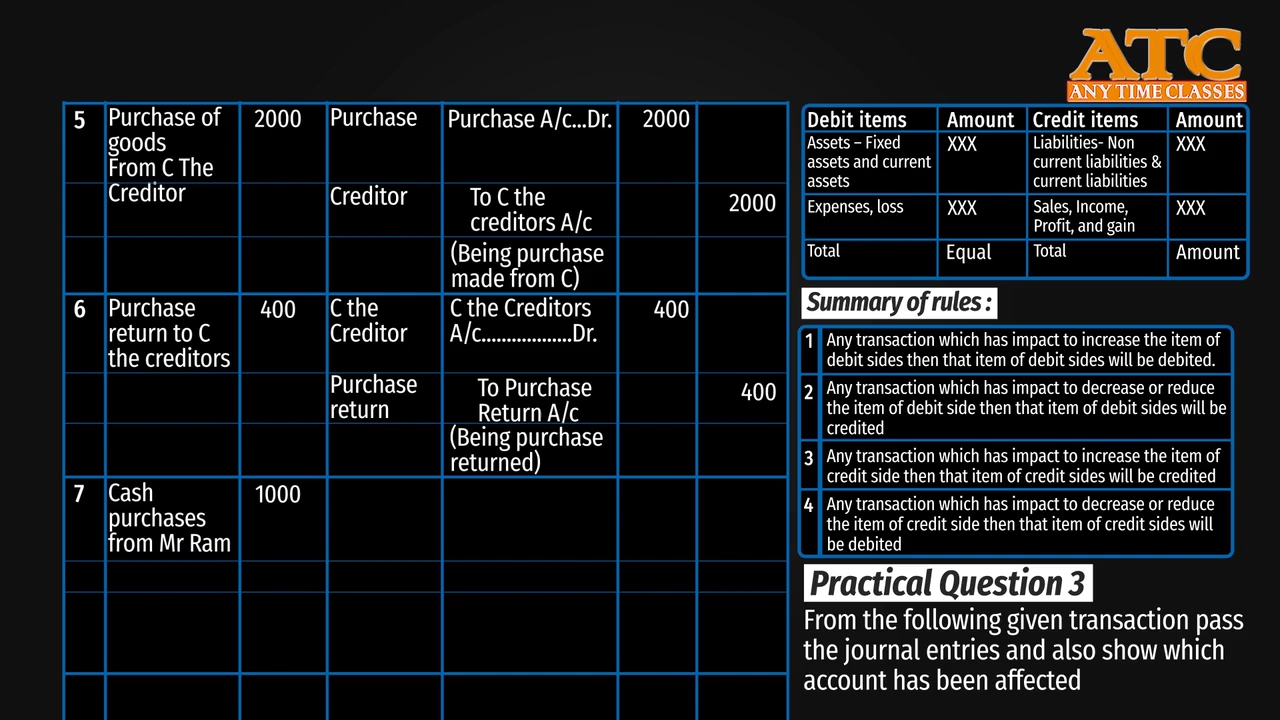 ATC
ANY TIME CLASSES
5
Purchase of
goods
From C The
Creditor
2000
Purchase
Purchase A/c...Dr.
2000
Creditor
To C the
creditors A/c
2000
(Being purchase
made from C)
6
Purchase
return to C
the creditors
400
C the
Creditor
C the Creditors
A/c..................Dr.
400
Purchase
return
To Purchase
Return A/c
400
(Being purchase
returned)
7
Cash
purchases
from Mr Ram
1000
Debit items
Amount
Credit items
Amount
Assets – Fixed
assets and current
assets
XXX
Liabilities- Non
current liabilities &
current liabilities
XXX
Expenses, loss
XXX
Sales, Income,
Profit, and gain
XXX
Total
Equal
Total
Amount
Summary of rules :
1
Any transaction which has impact to increase the item of
debit sides then that item of debit sides will be debited.
2
Any transaction which has impact to decrease or reduce
the item of debit side then that item of debit sides will be
credited
3
Any transaction which has impact to increase the item of
credit side then that item of credit sides will be credited
4
Any transaction which has impact to decrease or reduce
the item of credit side then that item of credit sides will
be debited
Practical Question 3
From the following given transaction pass
the journal entries and also show which
account has been affected